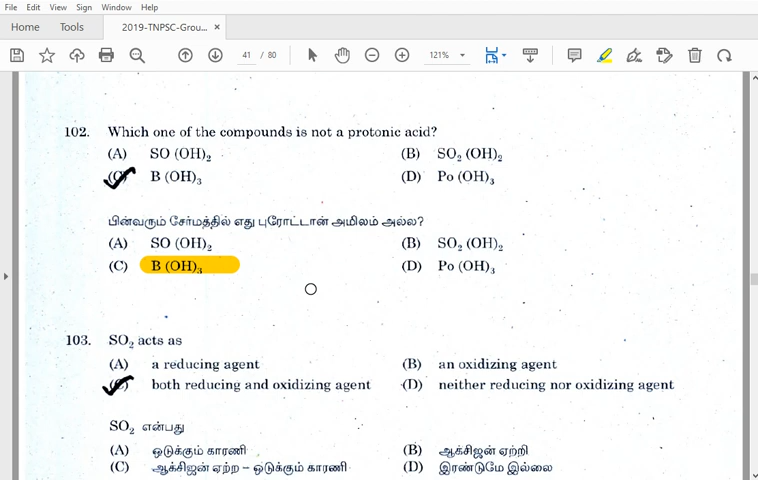 File Edit View Sign Window Help
Home Tools 2019-TNPSC-Grou... ×
41 / 80 121%
102. Which one of the compounds is not a protonic acid?
(A) SO (OH)₂ (B) SO₂ (OH)₂
(C) B (OH)₃ (D) Po (OH)₃
பின்வரும் சேர்மத்தில் எது புரோட்டான் அமிலம் அல்ல?
(A) SO (OH)₂ (B) SO₂ (OH)₂
(C) B (OH)₃ (D) Po (OH)₃
103. SO₂ acts as
(A) a reducing agent (B) an oxidizing agent
(C) both reducing and oxidizing agent (D) neither reducing nor oxidizing agent
SO₂ என்பது
(A) ஒடுக்கும் காரணி (B) ஆக்சிஜன் ஏற்றி
(C) ஆக்சிஜன் ஏற்ற – ஒடுக்கும் காரணி (D) இரண்டுமே இல்லை